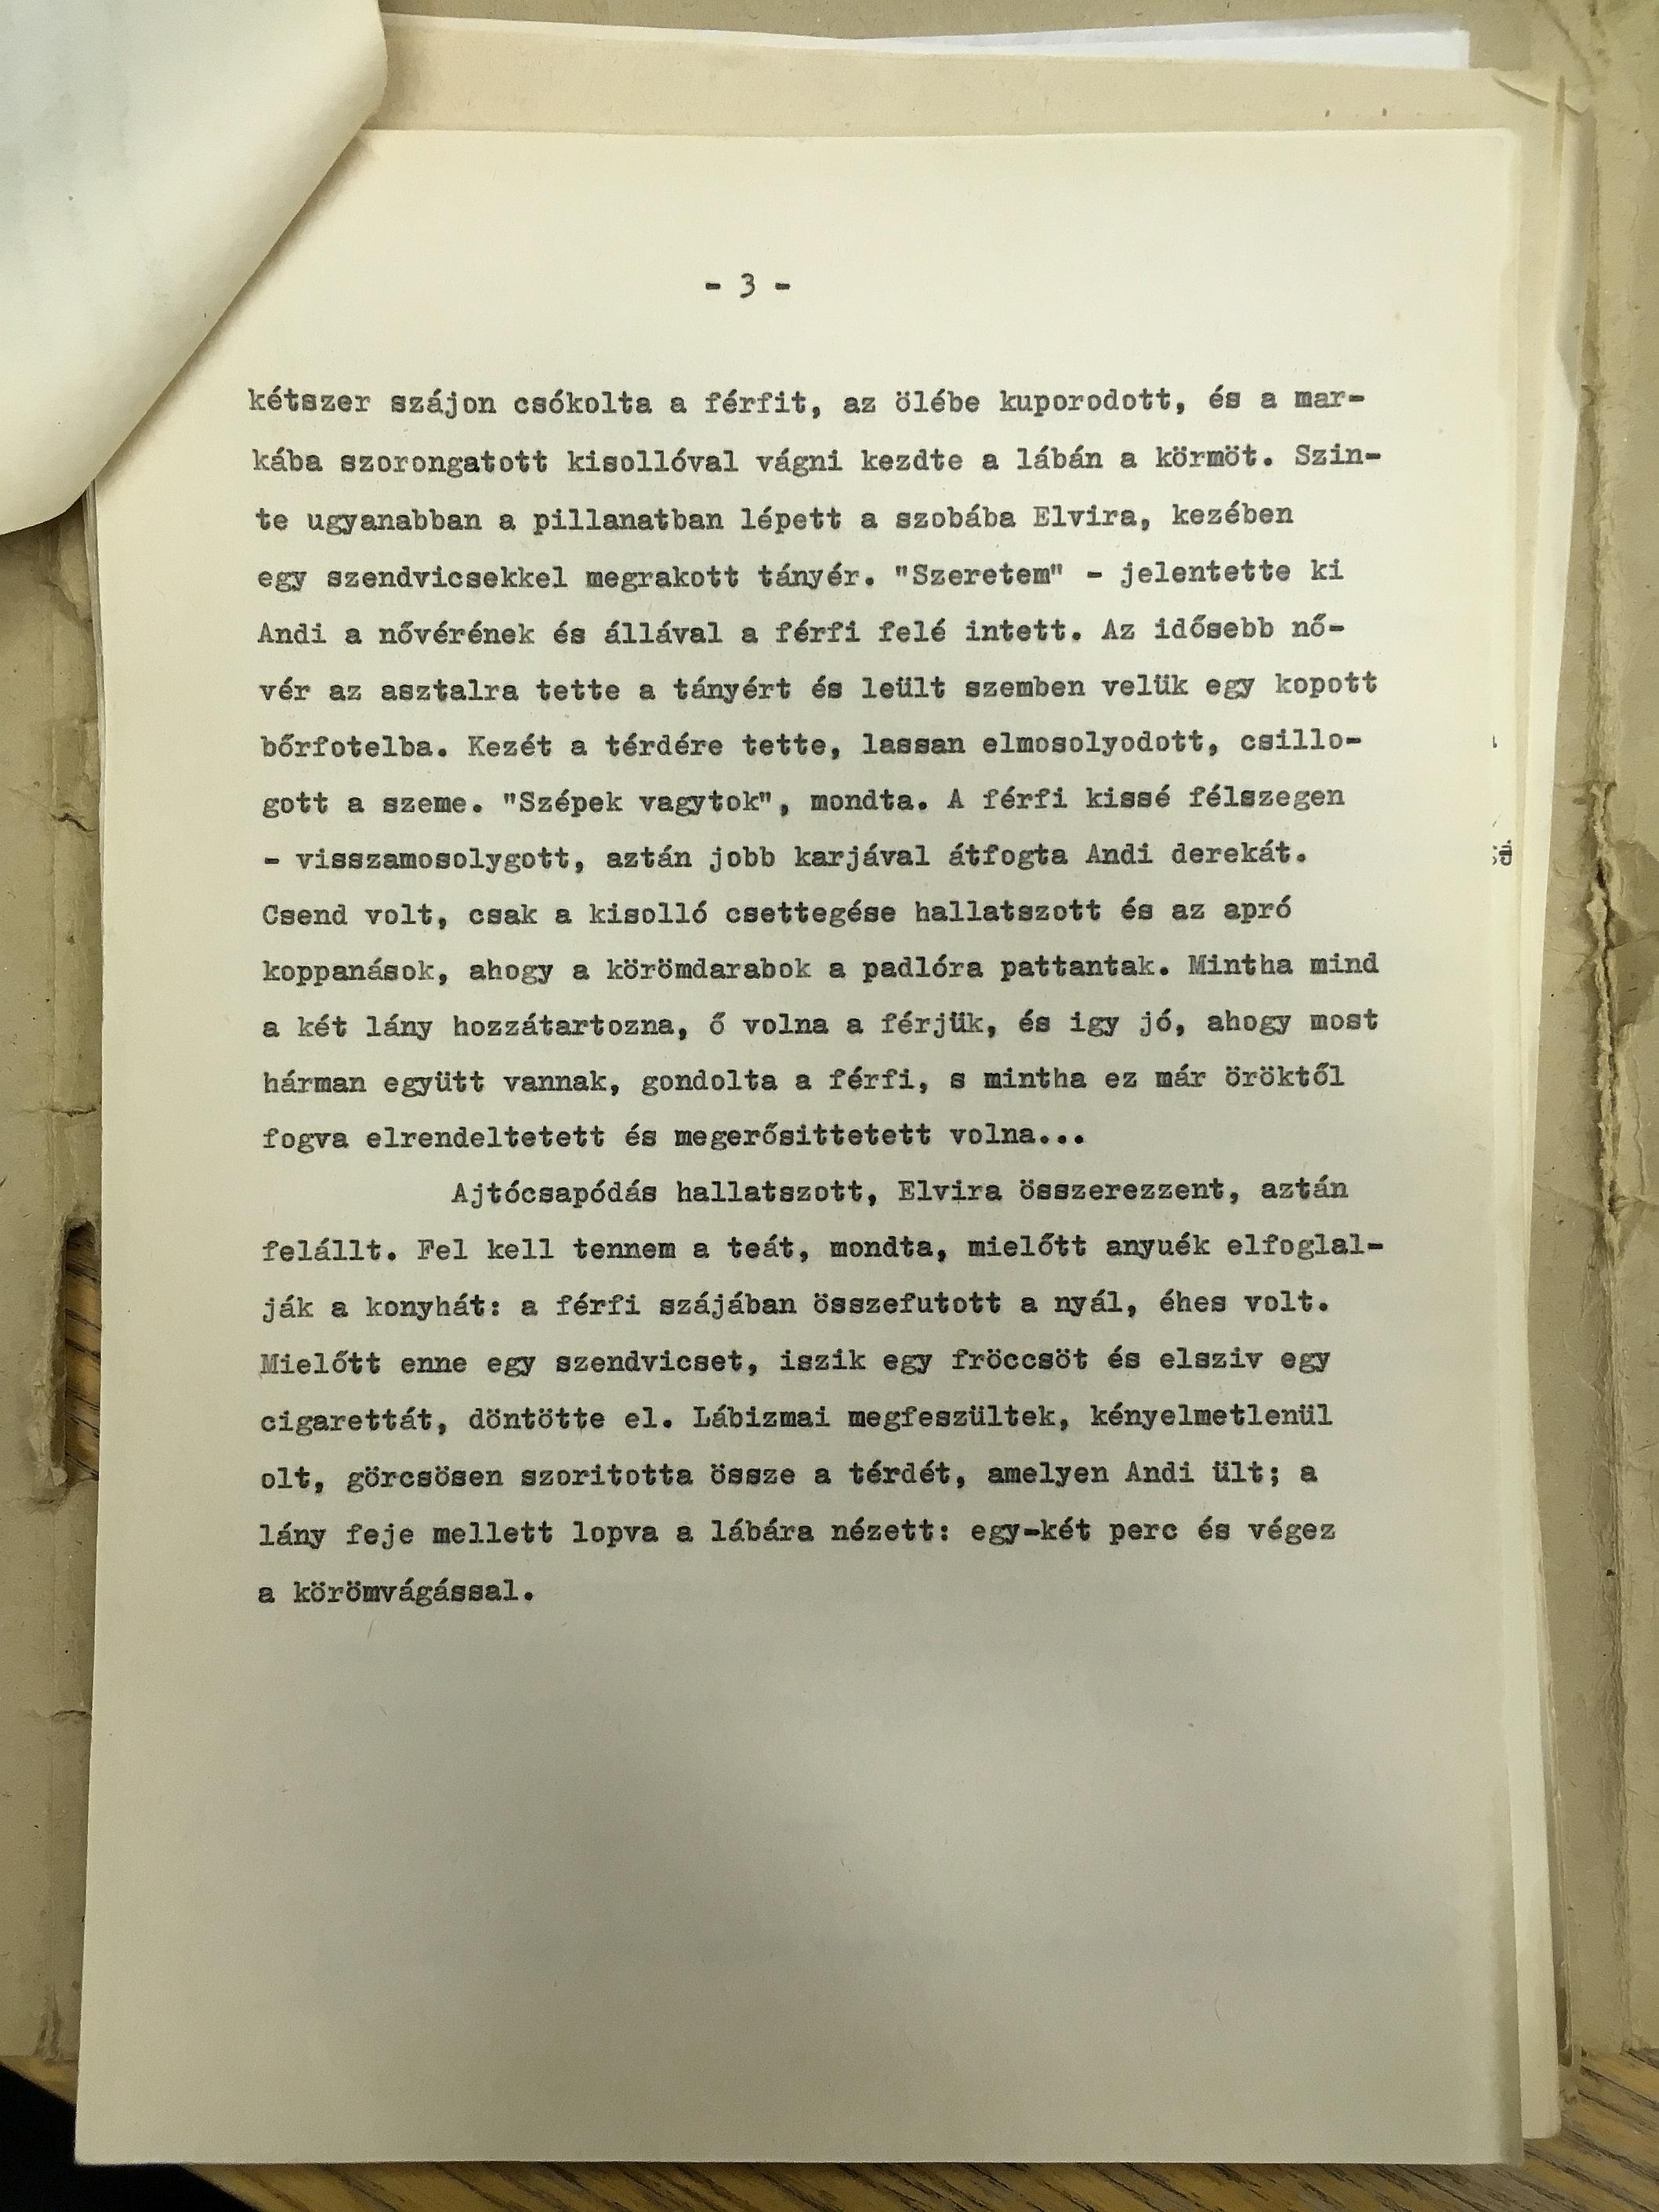 - 3 -
kétszer szájon csókolta a férfit, az ölébe kuporodott, és a mar-
kába szorongatott kisollóval vágni kezdte a lábán a körmöt. Szin-
te ugyanabban a pillanatban lépett a szobába Elvira, kezében
egy szendvicsekkel megrakott tányér. "Szeretem" - jelentette ki
Andi a nővérének és állával a férfi felé intett. Az idősebb nő-
vér az asztalra tette a tányért és leült szemben velük egy kopott
bőrfotelba. Kezét a térdére tette, lassan elmosolyodott, csillo-
gott a szeme. "Szépek vagytok", mondta. A férfi kissé félszegen
- visszamosolygott, aztán jobb karjával átfogta Andi derekát.
Csend volt, csak a kisolló csettegése hallatszott és az apró
koppanások, ahogy a körömdarabok a padlóra pattantak. Mintha mind
a két lány hozzátartozna, ő volna a férjük, és igy jó, ahogy most
hárman együtt vannak, gondolta a férfi, s mintha ez már öröktől
fogva elrendeltetett és megerősittetett volna...
Ajtócsapódás hallatszott, Elvira összerezzent, aztán
felállt. Fel kell tennem a teát, mondta, mielőtt anyuék elfoglal-
ják a konyhát: a férfi szájában összefutott a nyál, éhes volt.
Mielőtt enne egy szendvicset, iszik egy fröccsöt és elsziv egy
cigarettát, döntötte el. Lábizmai megfeszültek, kényelmetlenül
olt, görcsösen szoritotta össze a térdét, amelyen Andi ült; a
lány feje mellett lopva a lábára nézett: egy-két perc és végez
a körömvágással.